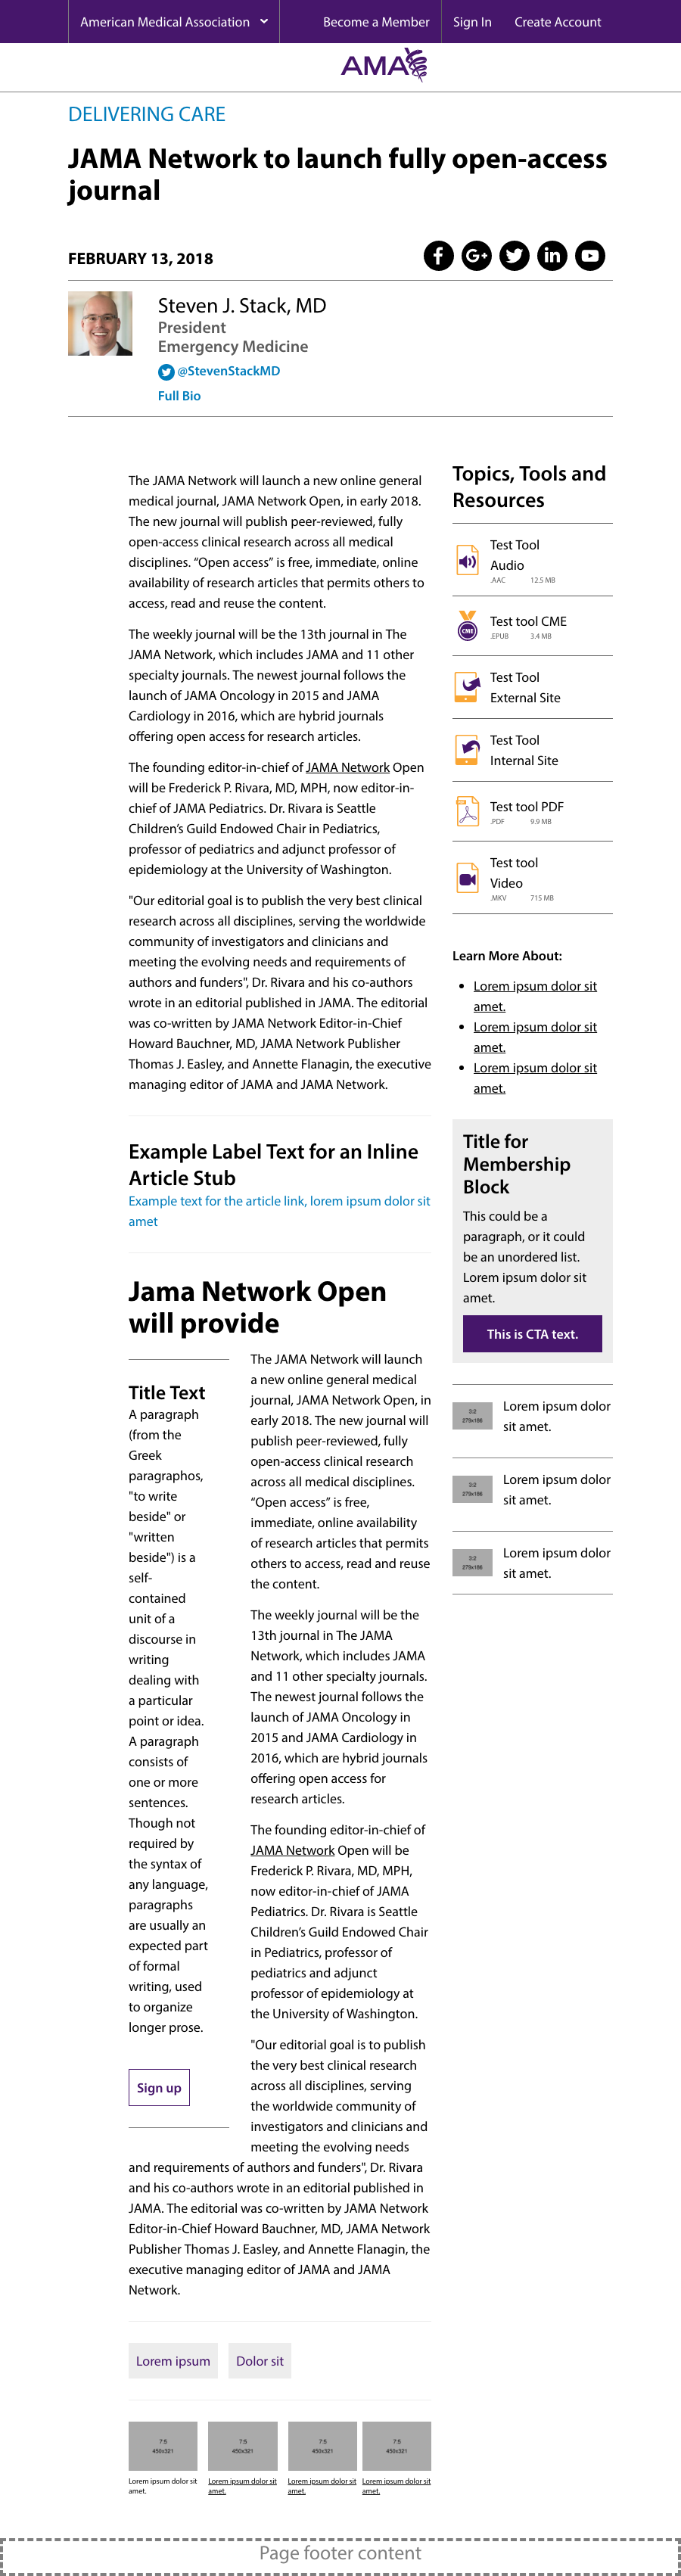 American Medical Association
Become a Member
Sign In
Create Account
AMA
DELIVERING CARE
JAMA Network to launch fully open-access
journal
FEBRUARY 13, 2018
Steven J. Stack, MD
President
Emergency Medicine
@StevenStackMD
Full Bio
The JAMA Network will launch a new online general
medical journal, JAMA Network Open, in early 2018.
The new journal will publish peer-reviewed, fully
open-access clinical research across all medical
disciplines. “Open access” is free, immediate, online
availability of research articles that permits others to
access, read and reuse the content.
The weekly journal will be the 13th journal in The
JAMA Network, which includes JAMA and 11 other
specialty journals. The newest journal follows the
launch of JAMA Oncology in 2015 and JAMA
Cardiology in 2016, which are hybrid journals
offering open access for research articles.
The founding editor-in-chief of JAMA Network Open
will be Frederick P. Rivara, MD, MPH, now editor-in-
chief of JAMA Pediatrics. Dr. Rivara is Seattle
Children’s Guild Endowed Chair in Pediatrics,
professor of pediatrics and adjunct professor of
epidemiology at the University of Washington.
"Our editorial goal is to publish the very best clinical
research across all disciplines, serving the worldwide
community of investigators and clinicians and
meeting the evolving needs and requirements of
authors and funders", Dr. Rivara and his co-authors
wrote in an editorial published in JAMA. The editorial
was co-written by JAMA Network Editor-in-Chief
Howard Bauchner, MD, JAMA Network Publisher
Thomas J. Easley, and Annette Flanagin, the executive
managing editor of JAMA and JAMA Network.
Example Label Text for an Inline
Article Stub
Example text for the article link, lorem ipsum dolor sit
amet
Jama Network Open
will provide
Title Text
A paragraph
(from the
Greek
paragraphos,
"to write
beside" or
"written
beside") is a
self-
contained
unit of a
discourse in
writing
dealing with
a particular
point or idea.
A paragraph
consists of
one or more
sentences.
Though not
required by
the syntax of
any language,
paragraphs
are usually an
expected part
of formal
writing, used
to organize
longer prose.
Sign up
The JAMA Network will launch
a new online general medical
journal, JAMA Network Open, in
early 2018. The new journal will
publish peer-reviewed, fully
open-access clinical research
across all medical disciplines.
“Open access” is free,
immediate, online availability
of research articles that permits
others to access, read and reuse
the content.
The weekly journal will be the
13th journal in The JAMA
Network, which includes JAMA
and 11 other specialty journals.
The newest journal follows the
launch of JAMA Oncology in
2015 and JAMA Cardiology in
2016, which are hybrid journals
offering open access for
research articles.
The founding editor-in-chief of
JAMA Network Open will be
Frederick P. Rivara, MD, MPH,
now editor-in-chief of JAMA
Pediatrics. Dr. Rivara is Seattle
Children’s Guild Endowed Chair
in Pediatrics, professor of
pediatrics and adjunct
professor of epidemiology at
the University of Washington.
"Our editorial goal is to publish
the very best clinical research
across all disciplines, serving
the worldwide community of
investigators and clinicians and
meeting the evolving needs
and requirements of authors and funders", Dr. Rivara
and his co-authors wrote in an editorial published in
JAMA. The editorial was co-written by JAMA Network
Editor-in-Chief Howard Bauchner, MD, JAMA Network
Publisher Thomas J. Easley, and Annette Flanagin, the
executive managing editor of JAMA and JAMA
Network.
Lorem ipsum
Dolor sit
7:5
450x321
Lorem ipsum dolor sit
amet.
7:5
450x321
Lorem ipsum dolor sit
amet.
7:5
450x321
Lorem ipsum dolor sit
amet.
7:5
450x321
Lorem ipsum dolor sit
amet.
Topics, Tools and
Resources
Test Tool
Audio
.AAC 12.5 MB
CME
Test tool CME
.EPUB 3.4 MB
Test Tool
External Site
Test Tool
Internal Site
Test tool PDF
.PDF 9.9 MB
Test tool
Video
.MKV 715 MB
Learn More About:
Lorem ipsum dolor sit
amet.
Lorem ipsum dolor sit
amet.
Lorem ipsum dolor sit
amet.
Title for
Membership
Block
This could be a
paragraph, or it could
be an unordered list.
Lorem ipsum dolor sit
amet.
This is CTA text.
3:2
279x186
Lorem ipsum dolor
sit amet.
3:2
279x186
Lorem ipsum dolor
sit amet.
3:2
279x186
Lorem ipsum dolor
sit amet.
Page footer content